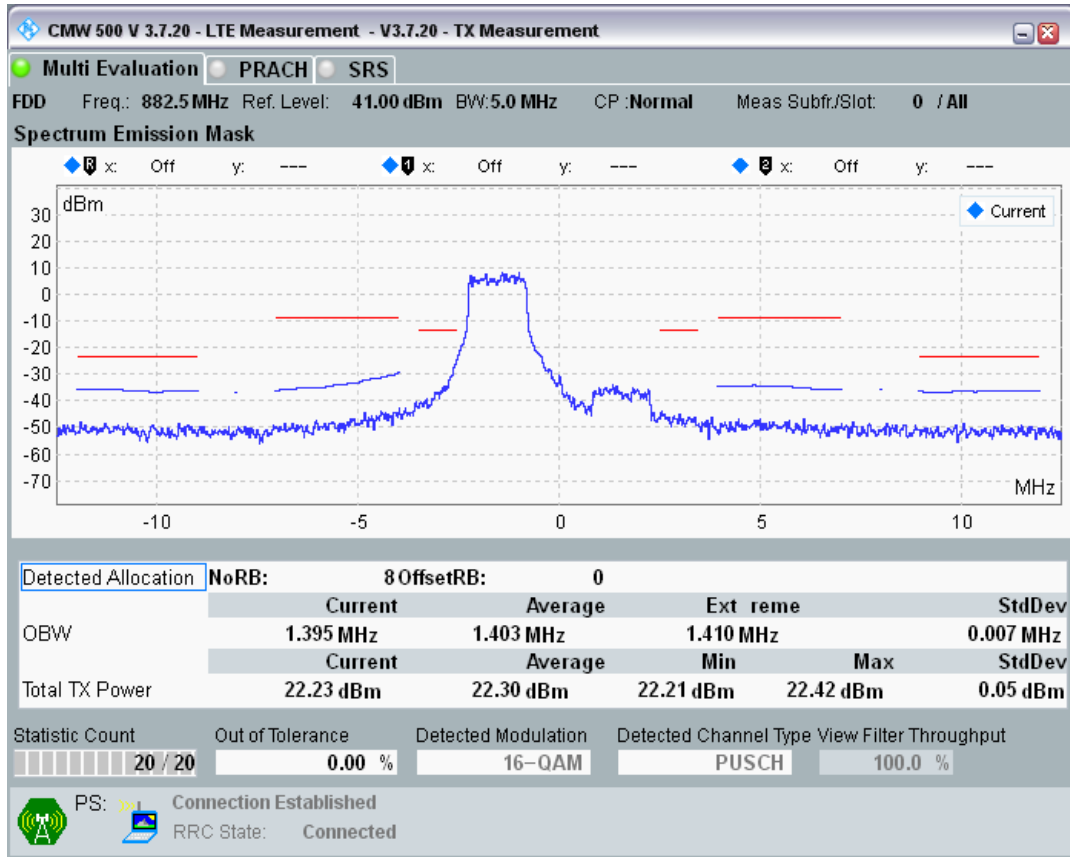 CMW 500 V 3.7.20 - LTE Measurement - V3.7.20 - TX Measurement
Multi Evaluation PRACH SRS
FDD Freq.: 882.5 MHz Ref. Level: 41.00 dBm BW:5.0 MHz CP :Normal Meas Subfr./Slot: 0 / All
Spectrum Emission Mask
R x: Off y: --- 1 x: Off y: --- 2 x: Off y: ---
dBm
Current
30
20
10
0
-10
-20
-30
-40
-50
-60
-70
MHz
-10 -5 0 5 10
Detected Allocation NoRB: 8 OffsetRB: 0
Current Average Ext reme StdDev
OBW 1.395 MHz 1.403 MHz 1.410 MHz 0.007 MHz
Current Average Min Max StdDev
Total TX Power 22.23 dBm 22.30 dBm 22.21 dBm 22.42 dBm 0.05 dBm
Statistic Count Out of Tolerance Detected Modulation Detected Channel Type View Filter Throughput
20 / 20 0.00 % 16-QAM PUSCH 100.0 %
PS: Connection Established
RRC State: Connected